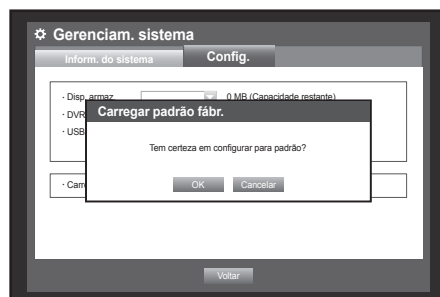 Gerenciam. sistema
Inform. do sistema Config.
· Disp. armaz. 0 MB (Capacidade restante)
· DVR
Carregar padrão fábr.
· USB
Tem certeza em configurar para padrão?
· Carr
OK Cancelar
Voltar